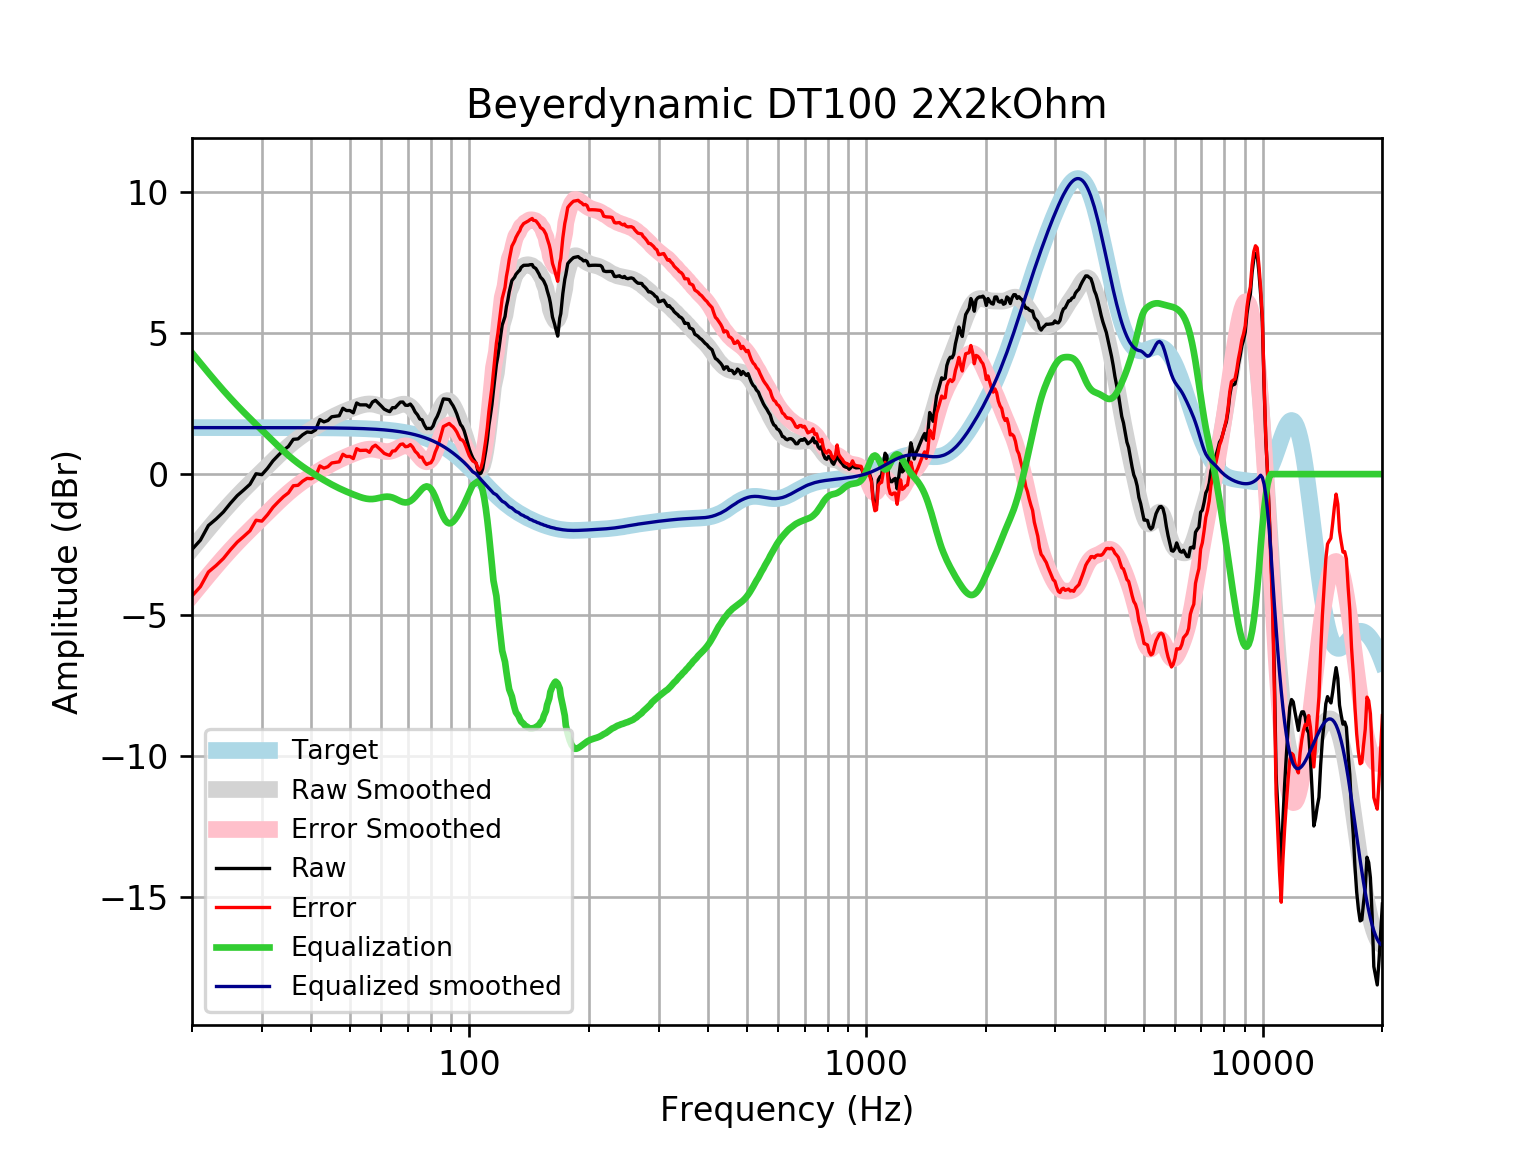 Beyerdynamic DT100 2X2kOhm
10
5
0
−5
−10
−15
Amplitude (dBr)
Target
Raw Smoothed
Error Smoothed
Raw
Error
Equalization
Equalized smoothed
100
1000
10000
Frequency (Hz)